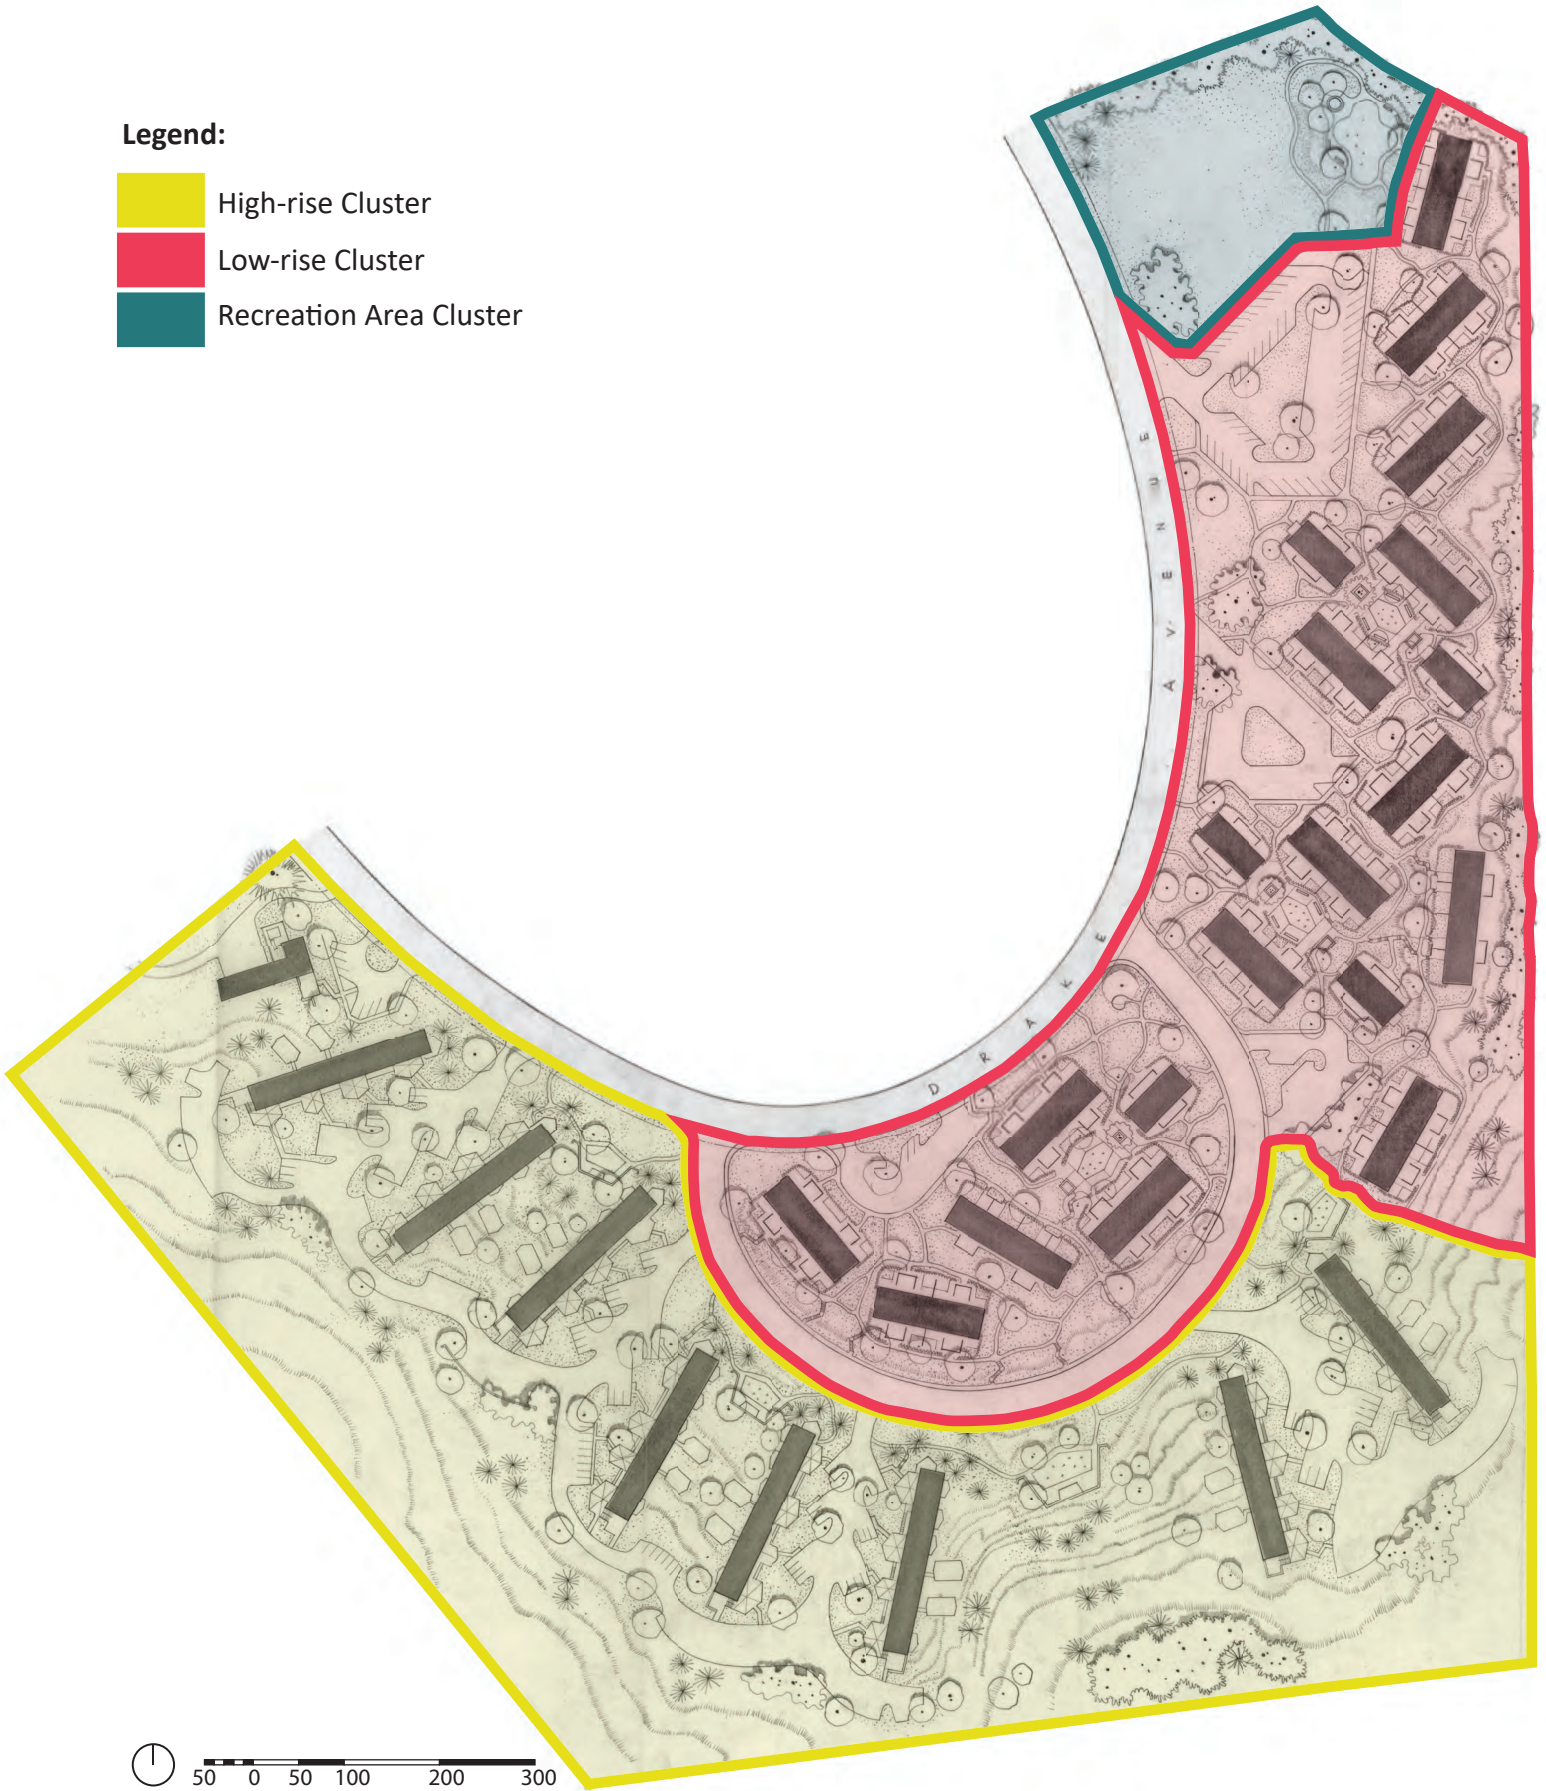 Legend:
High-rise Cluster
Low-rise Cluster
Recreation Area Cluster
DRAKE AVENUE
50 0 50 100 200 300